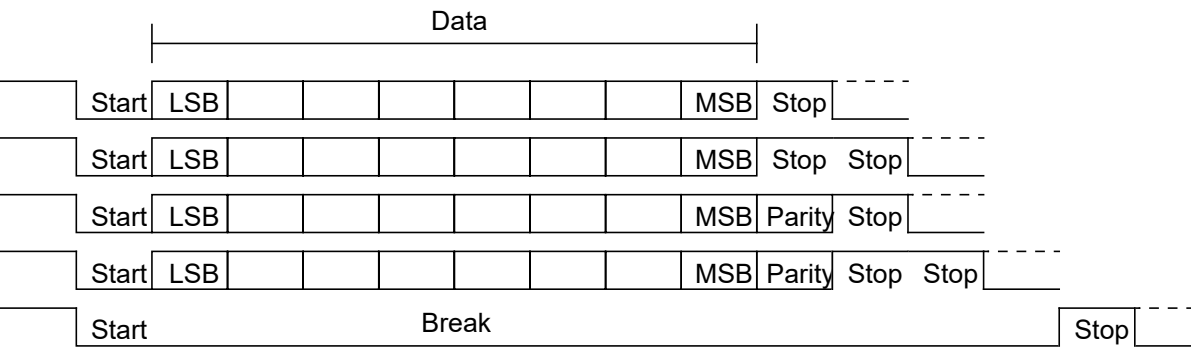 Data
Start LSB MSB Stop
Start LSB MSB Stop Stop
Start LSB MSB Parity Stop
Start LSB MSB Parity Stop Stop
Start Break Stop